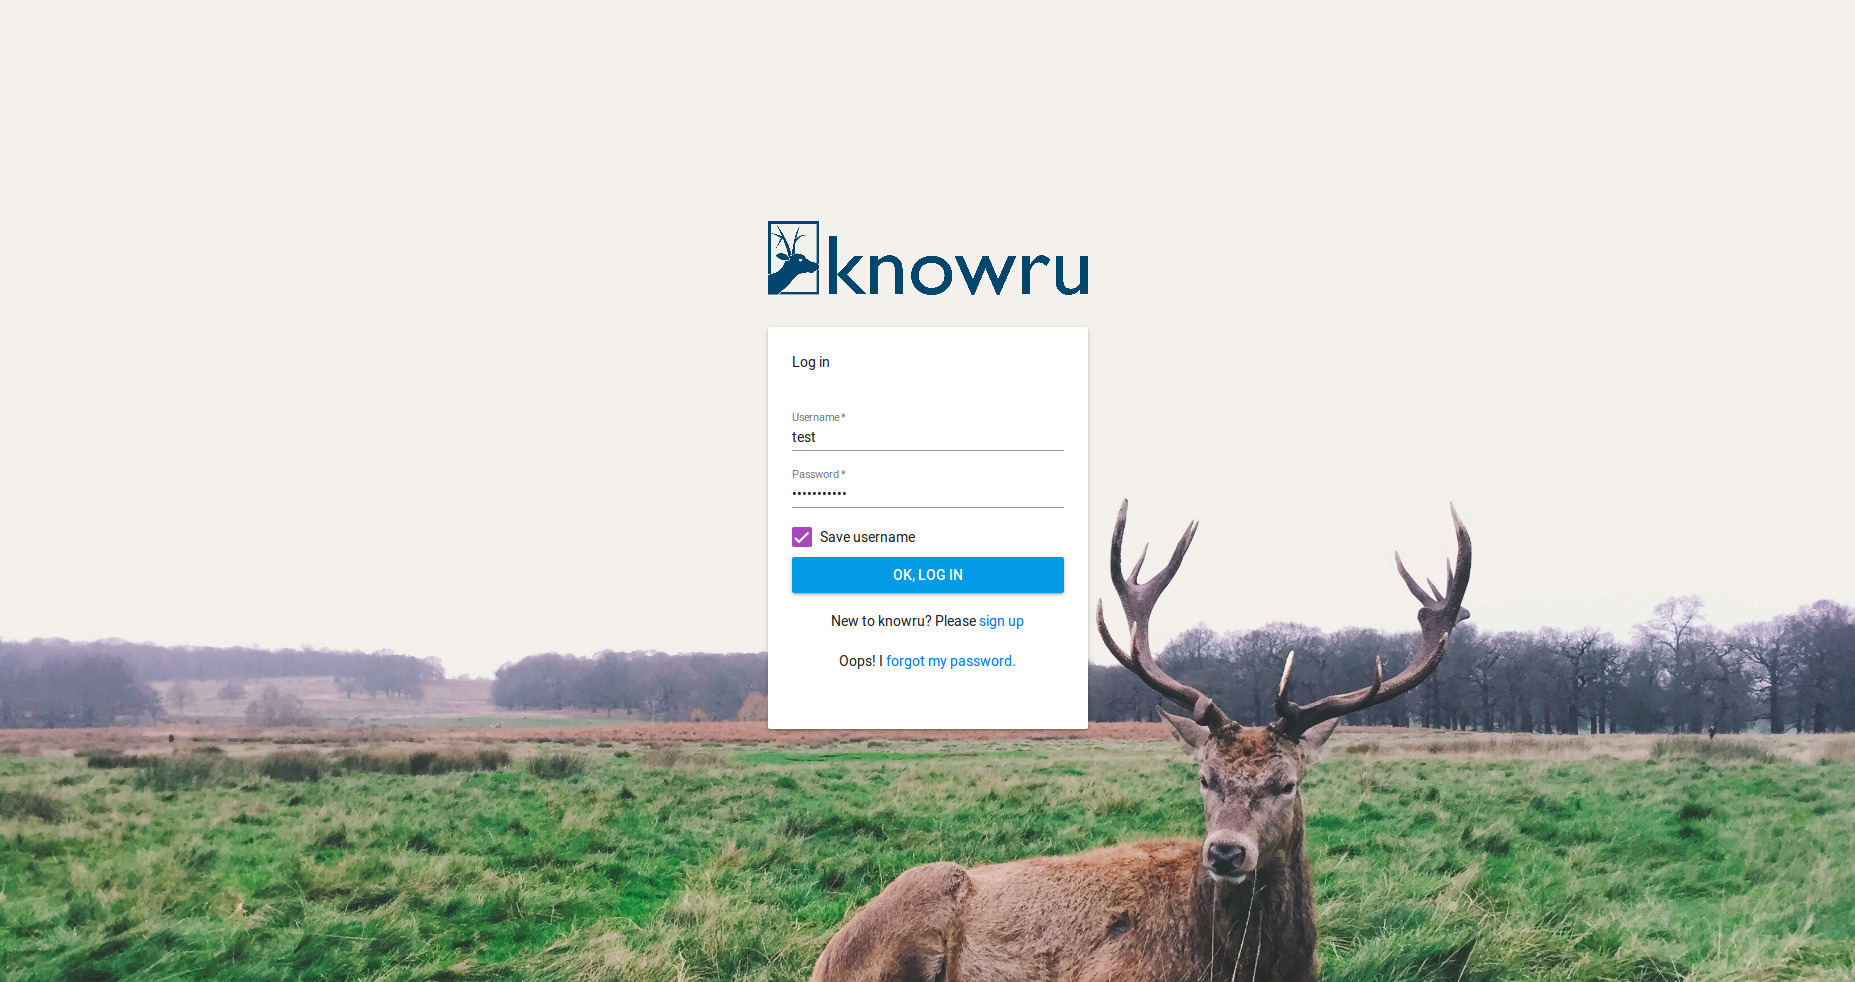 knowru
Log in
Username *
test
Password *
•••••••••••
Save username
OK, LOG IN
New to knowru? Please sign up
Oops! I forgot my password.